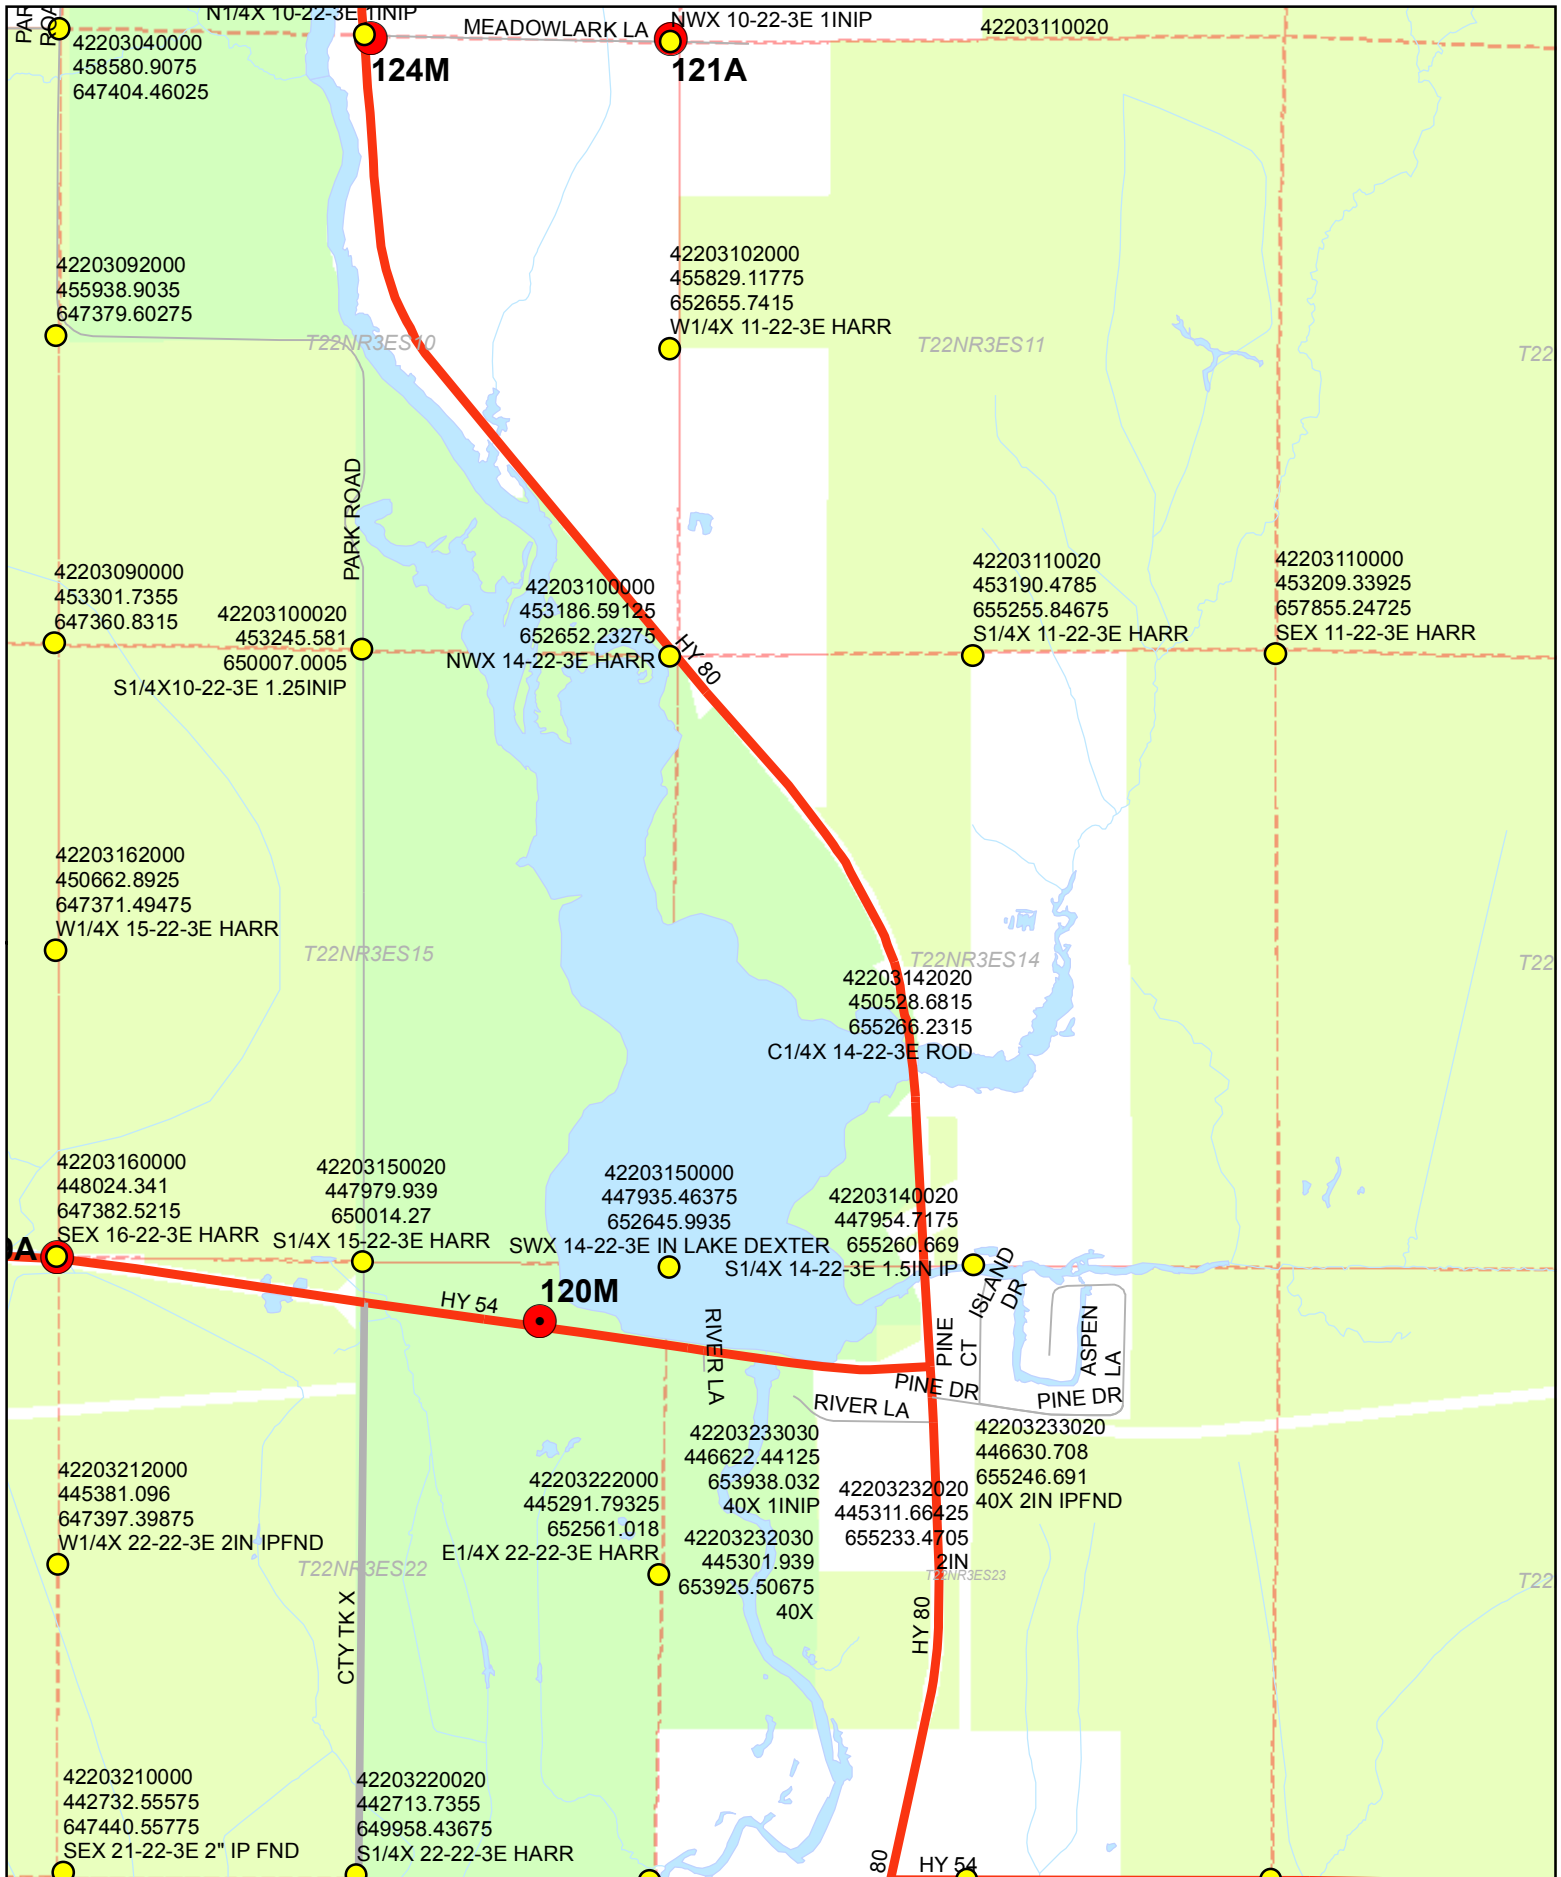 PAR
ROA
N1/4X 10-22-3E 1INIP
MEADOWLARK LA
NWX 10-22-3E 1INIP
42203110020
42203040000
458580.9075
647404.46025
124M
121A
42203092000
455938.9035
647379.60275
42203102000
455829.11775
652655.7415
W1/4X 11-22-3E HARR
T22NR3ES10
T22NR3ES11
T22
PARK ROAD
42203090000
453301.7355
647360.8315
42203100020
453245.581
650007.0005
S1/4X10-22-3E 1.25INIP
42203100000
453186.59125
652652.23275
NWX 14-22-3E HARR
HY 80
42203110020
453190.4785
655255.84675
S1/4X 11-22-3E HARR
42203110000
453209.33925
657855.24725
SEX 11-22-3E HARR
42203162000
450662.8925
647371.49475
W1/4X 15-22-3E HARR
T22NR3ES15
T22NR3ES14
T22
42203142020
450528.6815
655266.2315
C1/4X 14-22-3E ROD
42203160000
448024.341
647382.5215
SEX 16-22-3E HARR
42203150020
447979.939
650014.27
S1/4X 15-22-3E HARR
42203150000
447935.46375
652645.9935
SWX 14-22-3E IN LAKE DEXTER
42203140020
447954.7175
655260.669
S1/4X 14-22-3E 1.5IN IP
0A
120M
HY 54
RIVER LA
ISLAND
DR
PINE
CT
ASPEN
LA
PINE DR
PINE DR
RIVER LA
42203233030
446622.44125
653938.032
40X 1INIP
42203233020
446630.708
655246.691
40X 2IN IPFND
42203212000
445381.096
647397.39875
W1/4X 22-22-3E 2IN IPFND
42203222000
445291.79325
652561.018
E1/4X 22-22-3E HARR
42203232030
445301.939
653925.50675
40X
42203232020
445311.66425
655233.4705
2IN
T22NR3ES22
T22NR3ES23
T22
CTY TK X
HY 80
42203210000
442732.55575
647440.55775
SEX 21-22-3E 2" IP FND
42203220020
442713.7355
649958.43675
S1/4X 22-22-3E HARR
80
HY 54